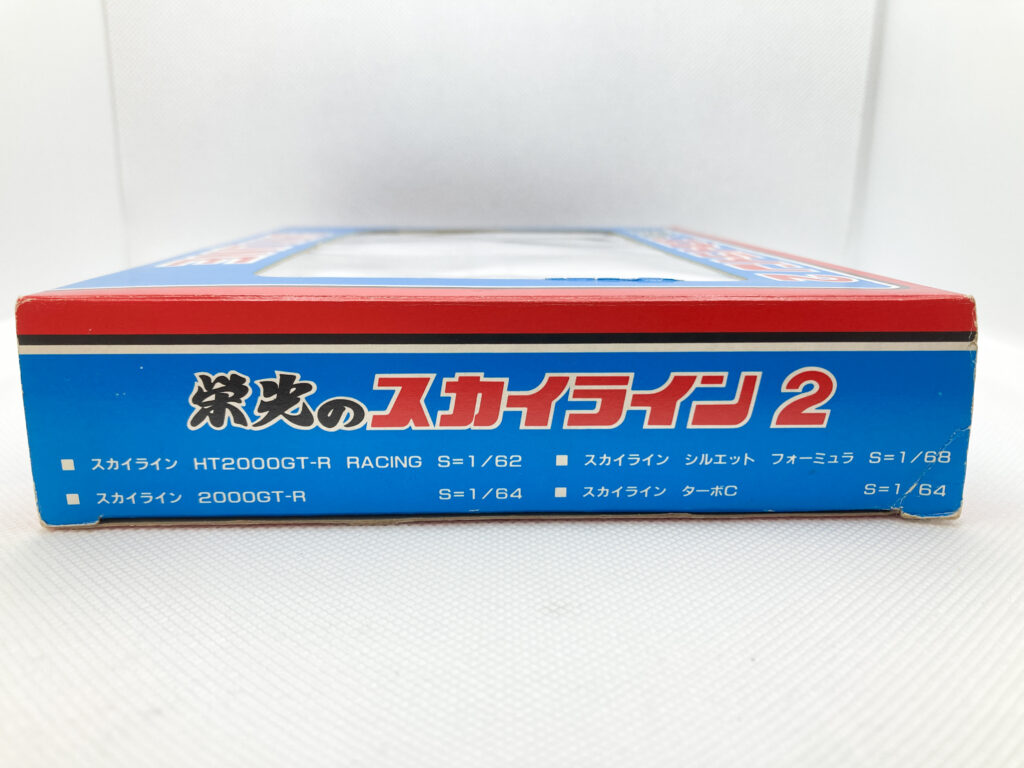 栄光のスカイライン 2
■ スカイライン HT2000GT-R RACING S=1/62
■ スカイライン シルエット フォーミュラ S=1/68
■ スカイライン 2000GT-R S=1/64
■ スカイライン ターボC S=1/64